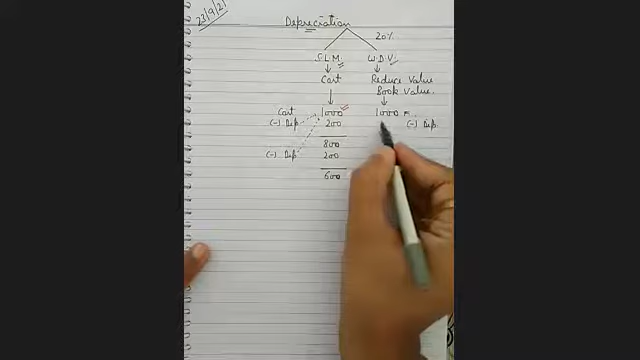 23/9/21
Depreciation
20%
S.L.M. W.D.V.
Cost Reduce Value
Book Value.
Cost 1000 1000
(-) Dep 200 (-) Dep.
800
(-) Dep 200
600